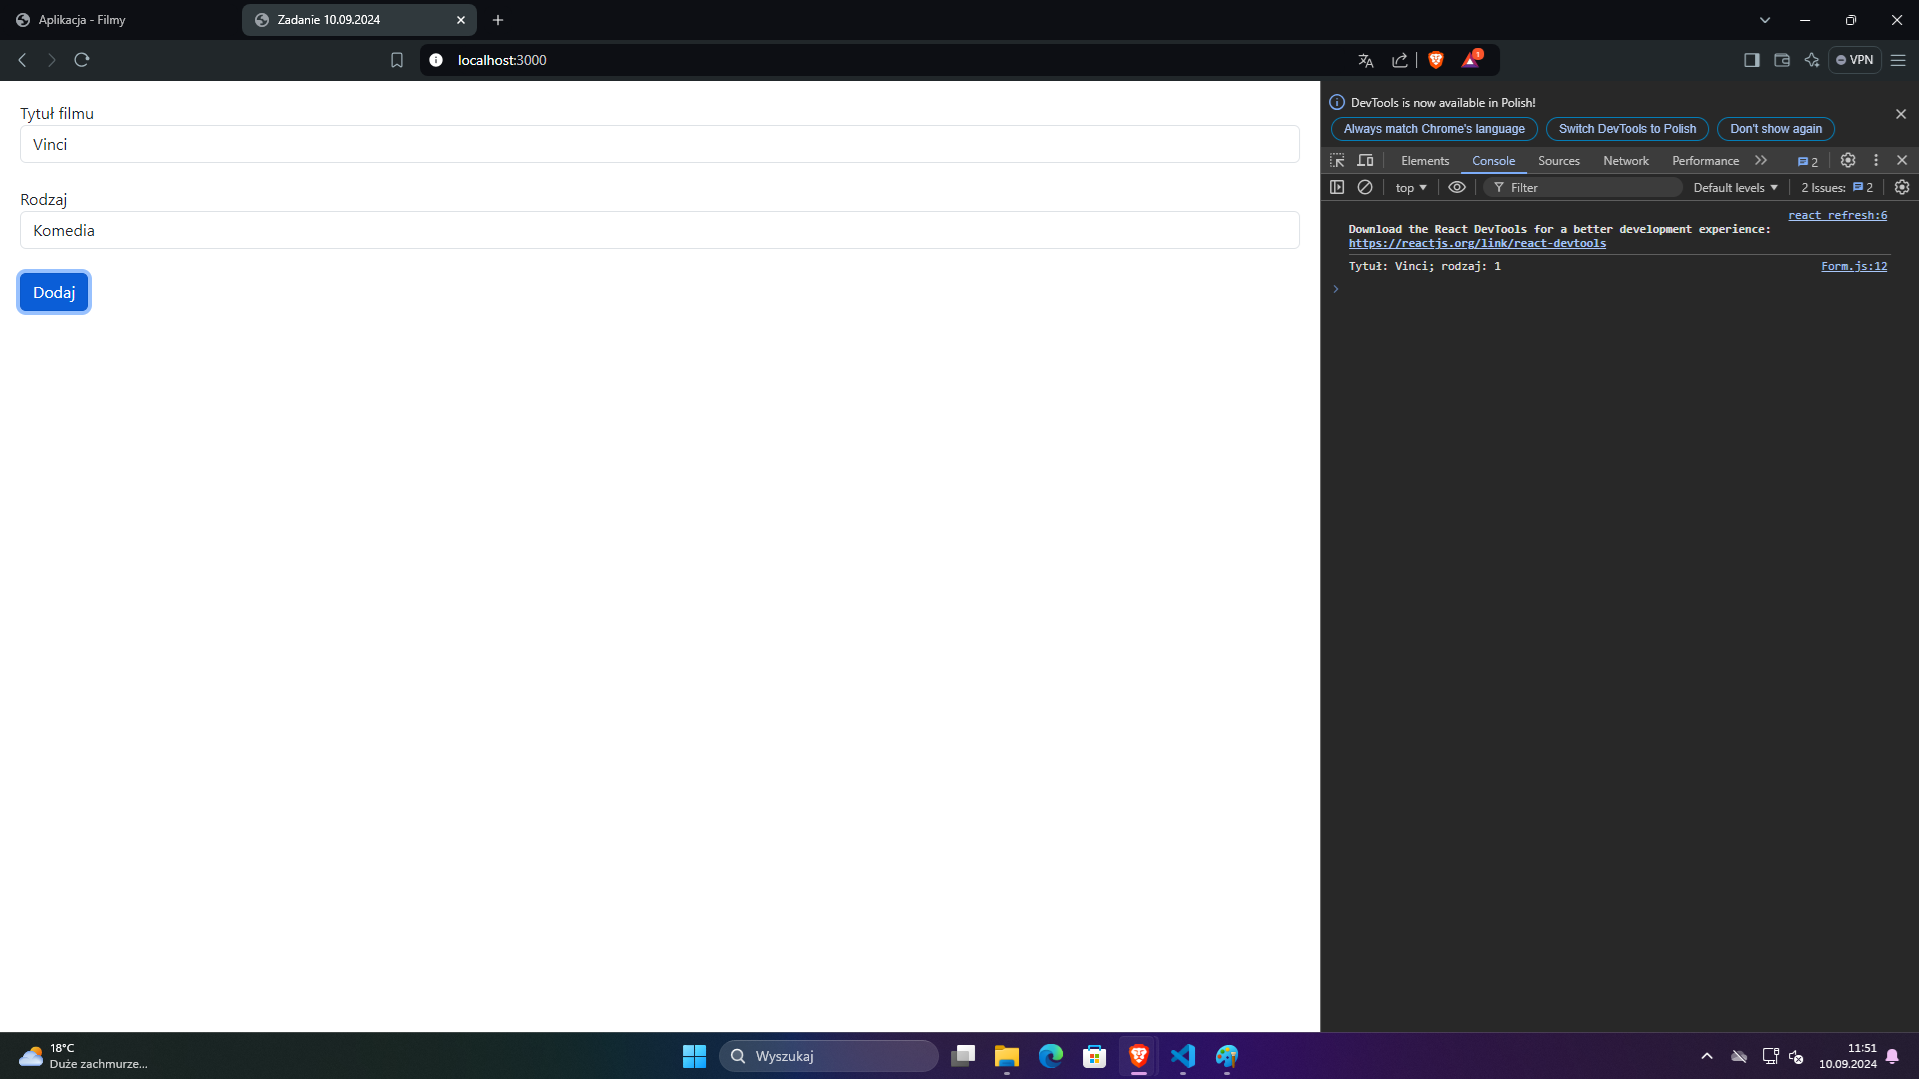 Aplikacja - Filmy
Zadanie 10.09.2024
localhost:3000
1
VPN
Tytuł filmu
Vinci
Rodzaj
Komedia
Dodaj
DevTools is now available in Polish!
Always match Chrome's language
Switch DevTools to Polish
Don't show again
Elements
Console
Sources
Network
Performance
2
top
Filter
Default levels
2 Issues: 2
react refresh:6
Download the React DevTools for a better development experience:
https://reactjs.org/link/react-devtools
Tytuł: Vinci; rodzaj: 1
Form.js:12
18°C
Duże zachmurze...
Wyszukaj
11:51
10.09.2024